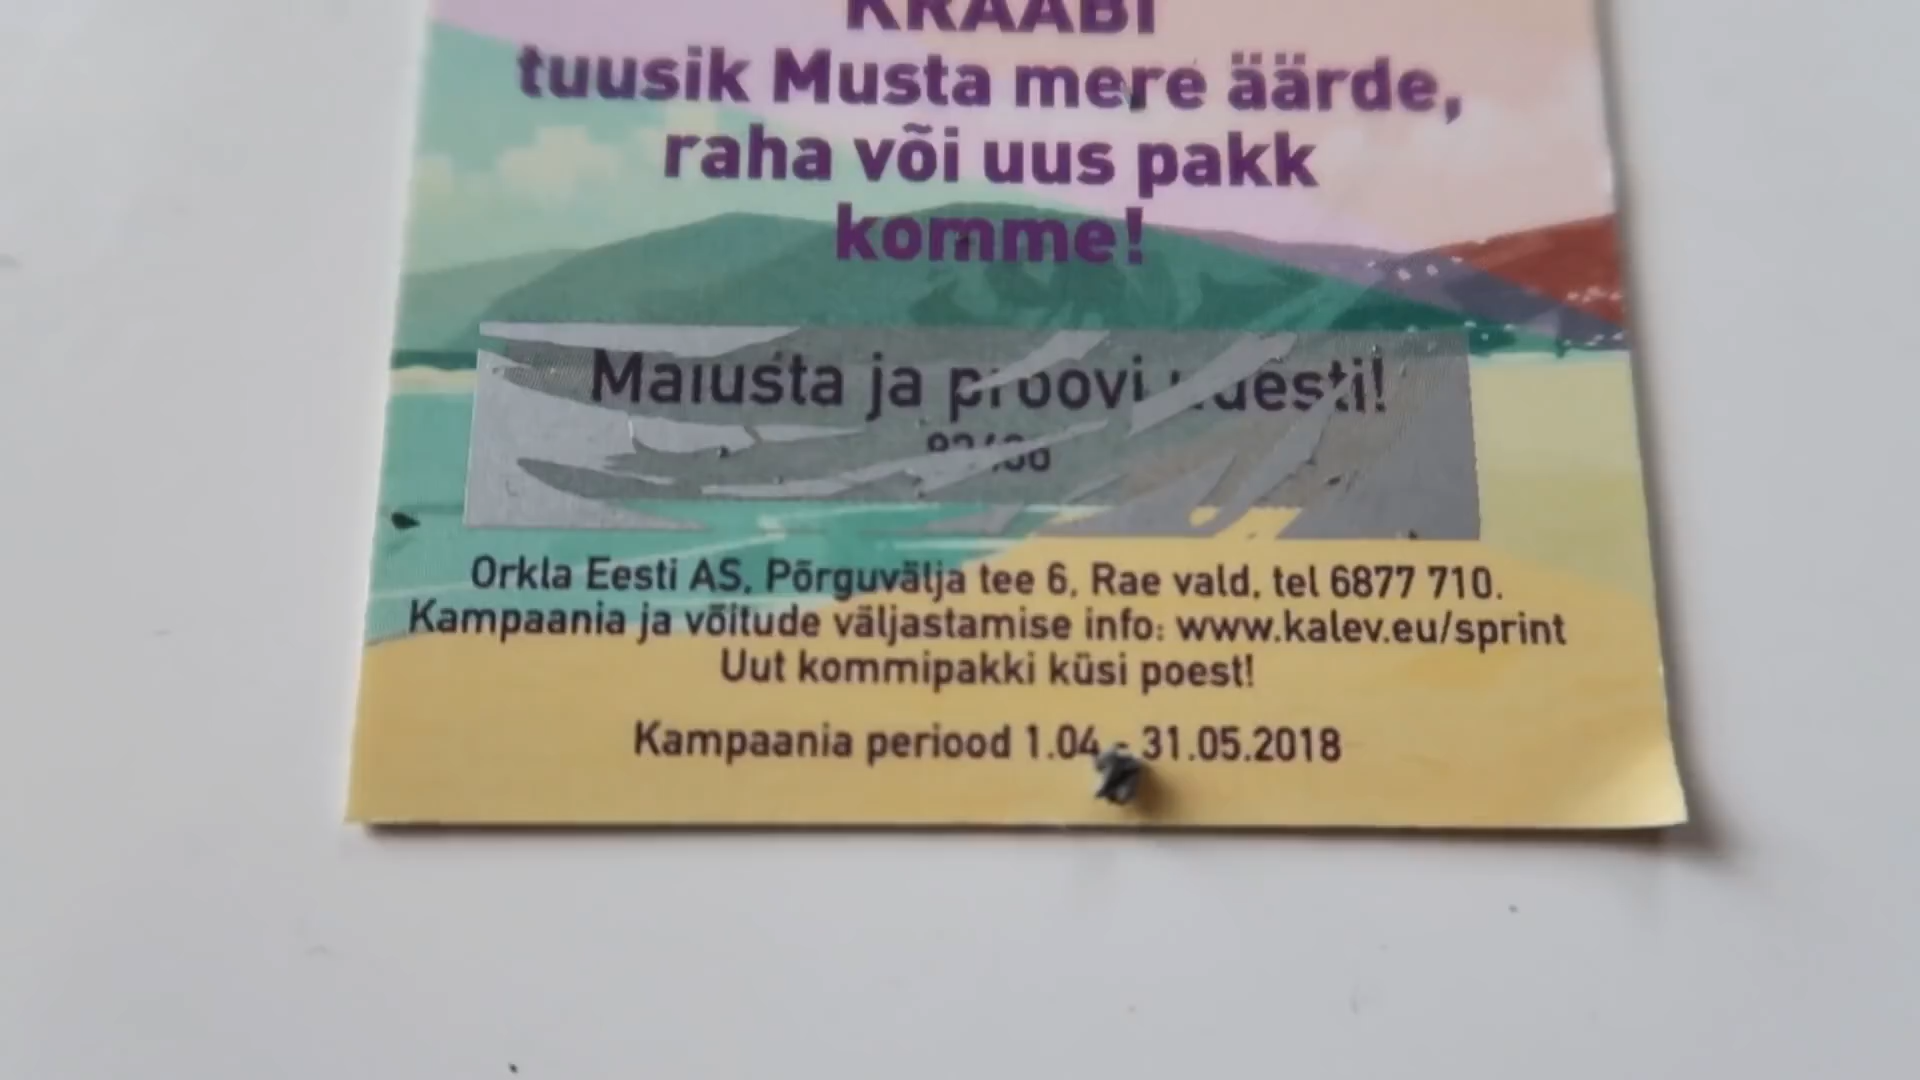 KRAABI
tuusik Musta mere äärde,
raha või uus pakk
komme!
Maiusta ja proovi uuesti!
Orkla Eesti AS, Põrguvälja tee 6, Rae vald, tel 6877 710.
Kampaania ja võitude väljastamise info: www.kalev.eu/sprint
Uut kommipakki küsi poest!
Kampaania periood 1.04 - 31.05.2018